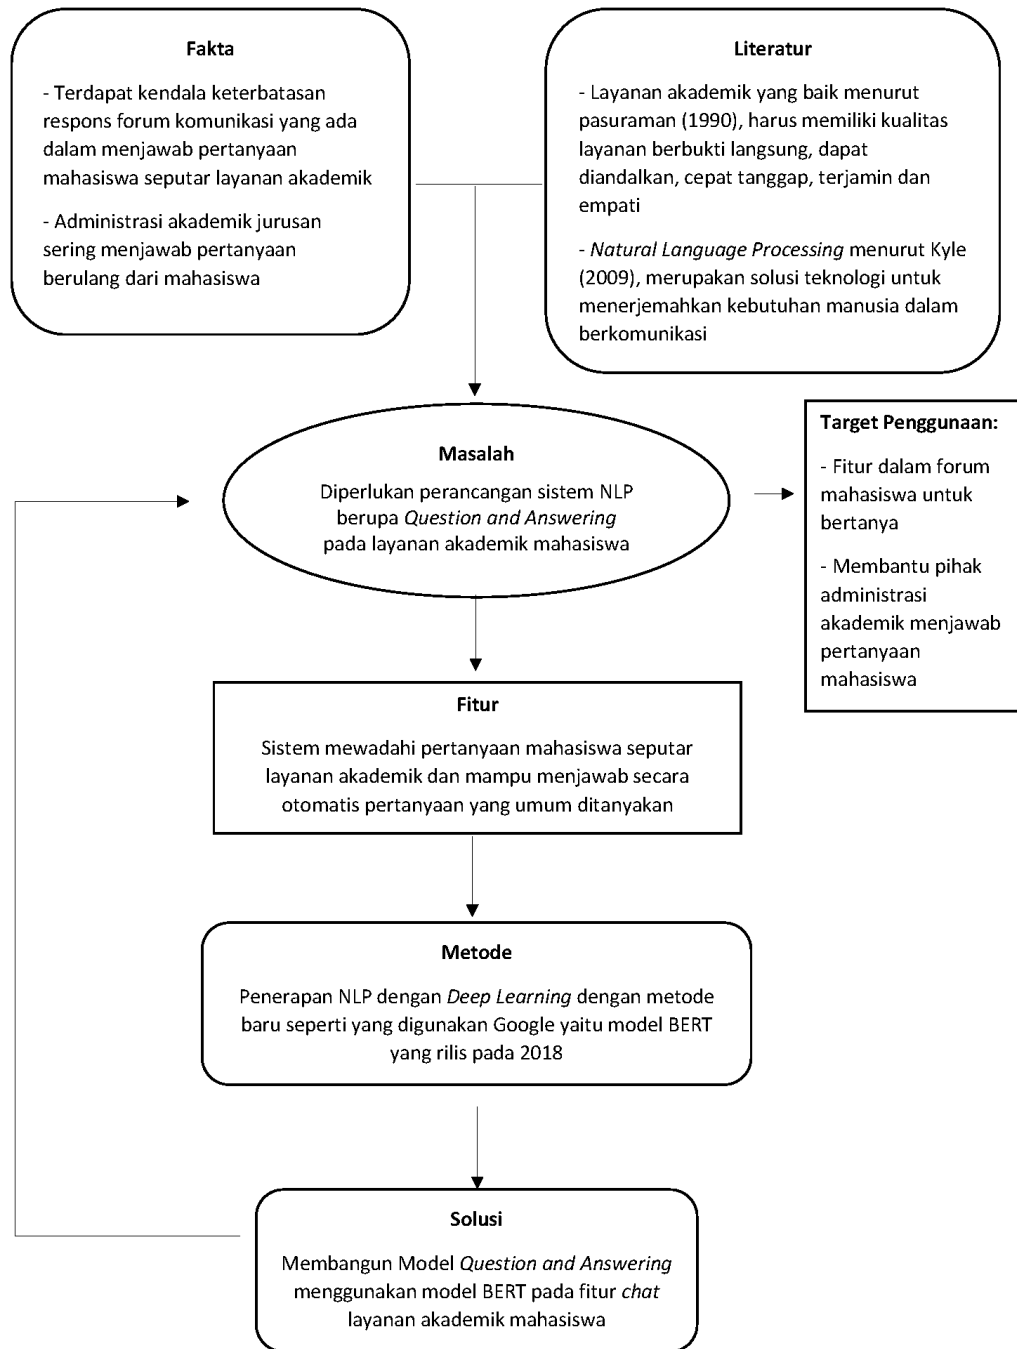 Fakta
- Terdapat kendala keterbatasan
respons forum komunikasi yang ada
dalam menjawab pertanyaan
mahasiswa seputar layanan akademik
- Administrasi akademik jurusan
sering menjawab pertanyaan
berulang dari mahasiswa
Literatur
- Layanan akademik yang baik menurut
pasuraman (1990), harus memiliki kualitas
layanan berbukti langsung, dapat
diandalkan, cepat tanggap, terjamin dan
empati
- Natural Language Processing menurut Kyle
(2009), merupakan solusi teknologi untuk
menerjemahkan kebutuhan manusia dalam
berkomunikasi
Masalah
Diperlukan perancangan sistem NLP
berupa Question and Answering
pada layanan akademik mahasiswa
Target Penggunaan:
- Fitur dalam forum
mahasiswa untuk
bertanya
- Membantu pihak
administrasi
akademik menjawab
pertanyaan
mahasiswa
Fitur
Sistem mewadahi pertanyaan mahasiswa seputar
layanan akademik dan mampu menjawab secara
otomatis pertanyaan yang umum ditanyakan
Metode
Penerapan NLP dengan Deep Learning dengan metode
baru seperti yang digunakan Google yaitu model BERT
yang rilis pada 2018
Solusi
Membangun Model Question and Answering
menggunakan model BERT pada fitur chat
layanan akademik mahasiswa